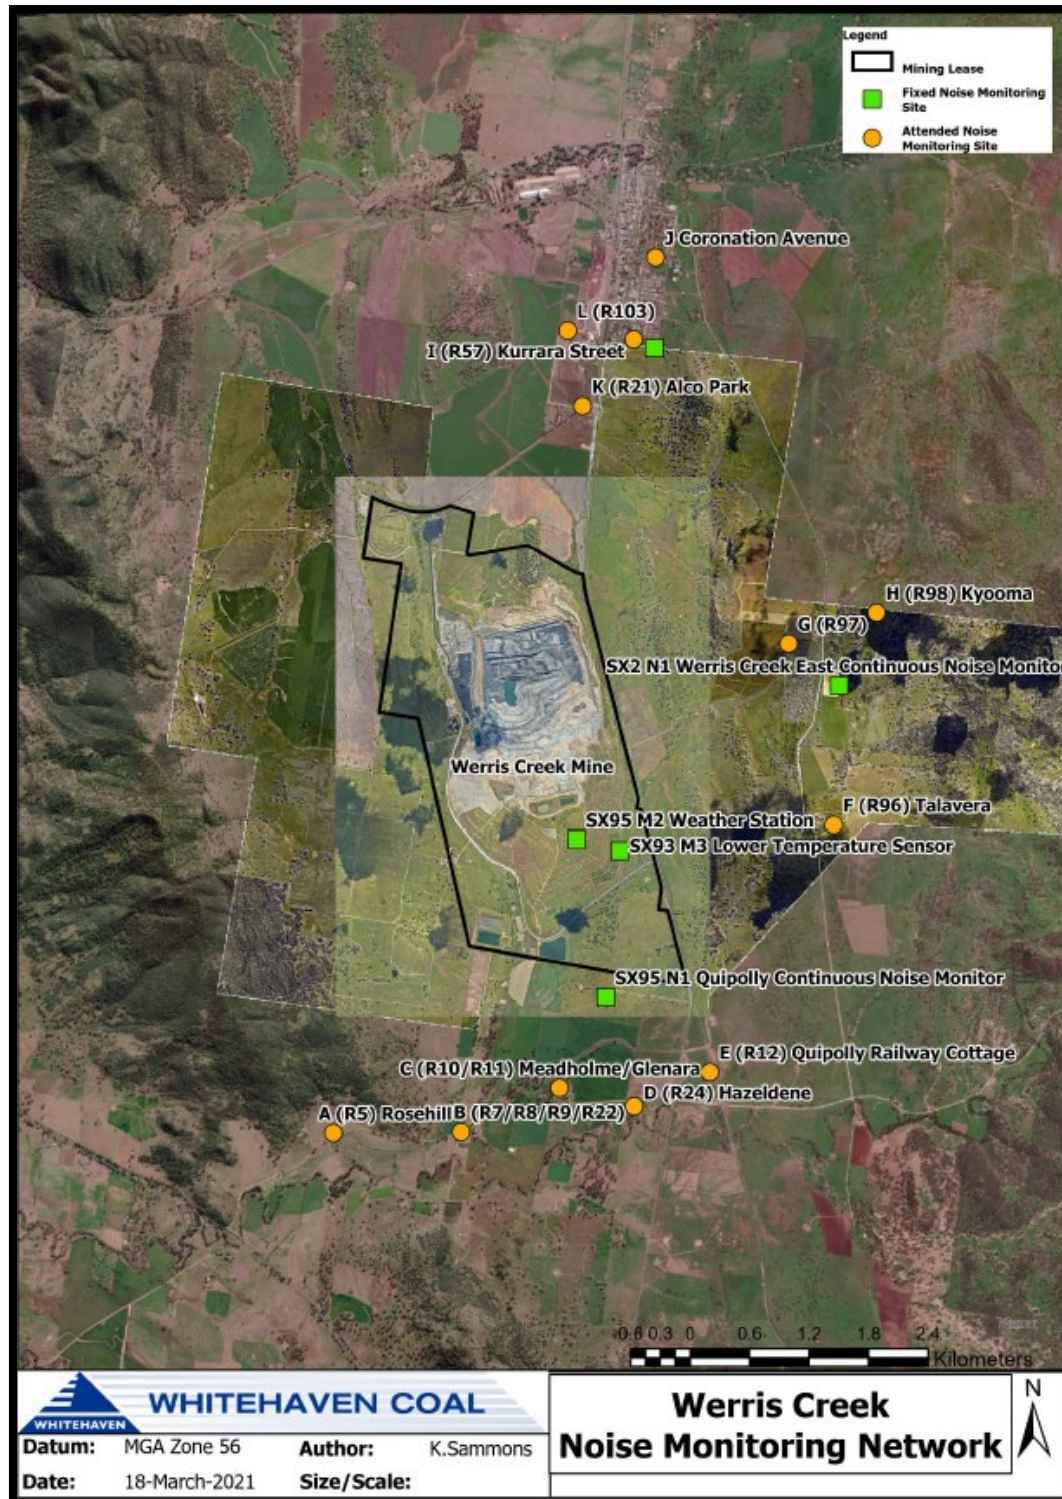 Legend
Mining Lease
Fixed Noise Monitoring
Site
Attended Noise
Monitoring Site
J Coronation Avenue
L (R103)
I (R57) Kurrara Street
K (R21) Alco Park
H (R98) Kyooma
G (R97)
SX2 N1 Werris Creek East Continuous Noise Monitor
Werris Creek Mine
F (R96) Talavera
SX95 M2 Weather Station
SX93 M3 Lower Temperature Sensor
SX95 N1 Quipolly Continuous Noise Monitor
E (R12) Quipolly Railway Cottage
C (R10/R11) Meadholme/Glenara
D (R24) Hazeldene
A (R5) Rosehill
B (R7/R8/R9/R22)
0.6 0.3 0 0.6 1.2 1.8 2.4
Kilometers
WHITEHAVEN
WHITEHAVEN COAL
Datum: MGA Zone 56 Author: K.Sammons
Date: 18-March-2021 Size/Scale:
Werris Creek
Noise Monitoring Network
N